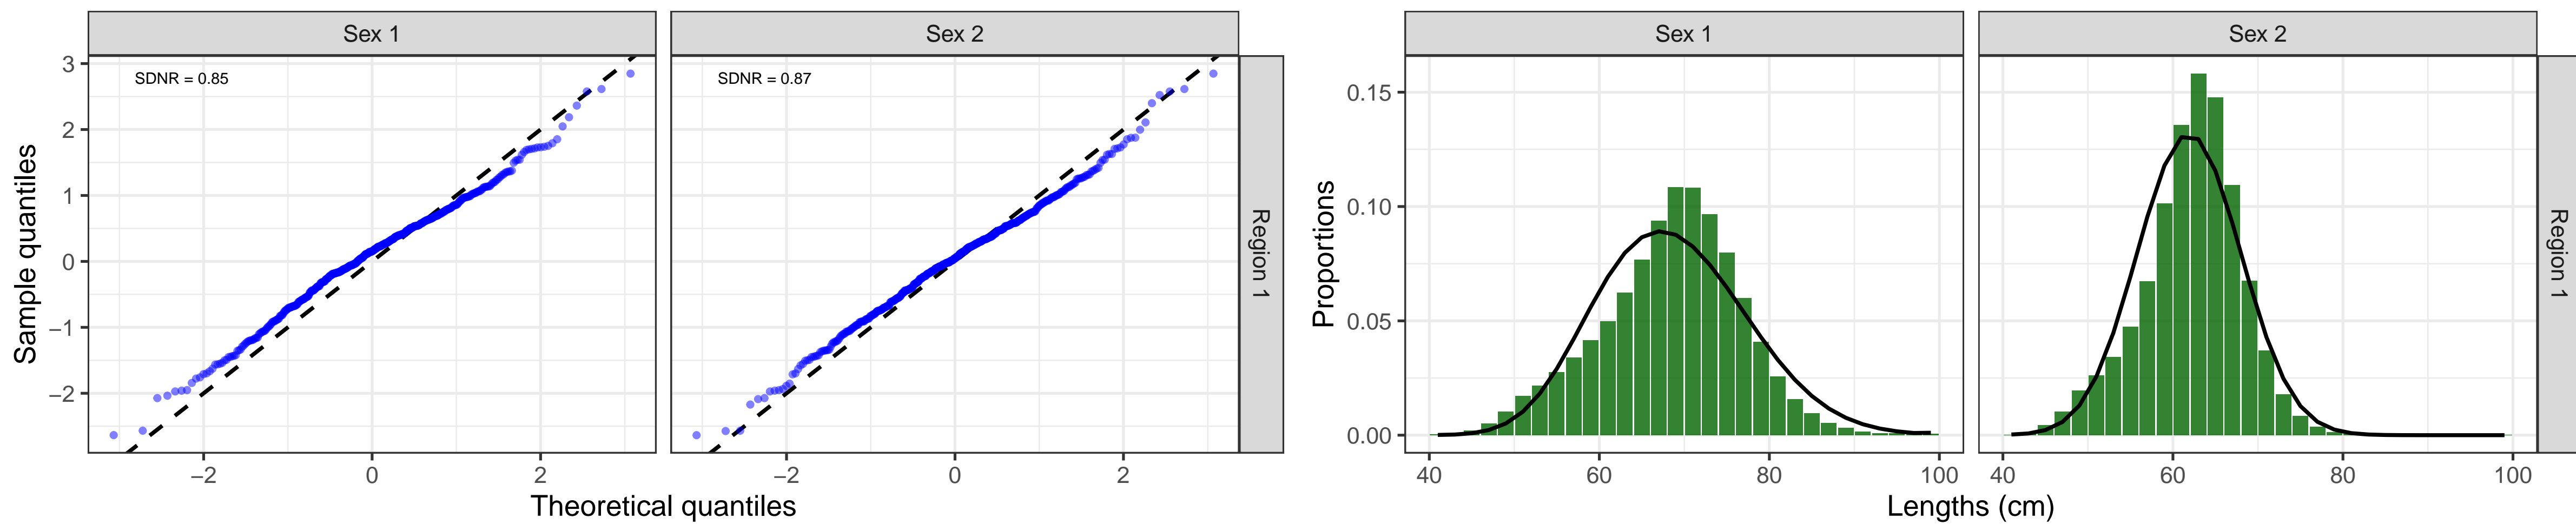 Sex 1
Sex 2
Sex 1
Sex 2
SDNR = 0.85
SDNR = 0.87
3
2
1
0
−1
−2
Sample quantiles
−2
0
2
−2
0
2
Theoretical quantiles
Region 1
0.15
0.10
0.05
0.00
Proportions
40
60
80
100
40
60
80
100
Lengths (cm)
Region 1